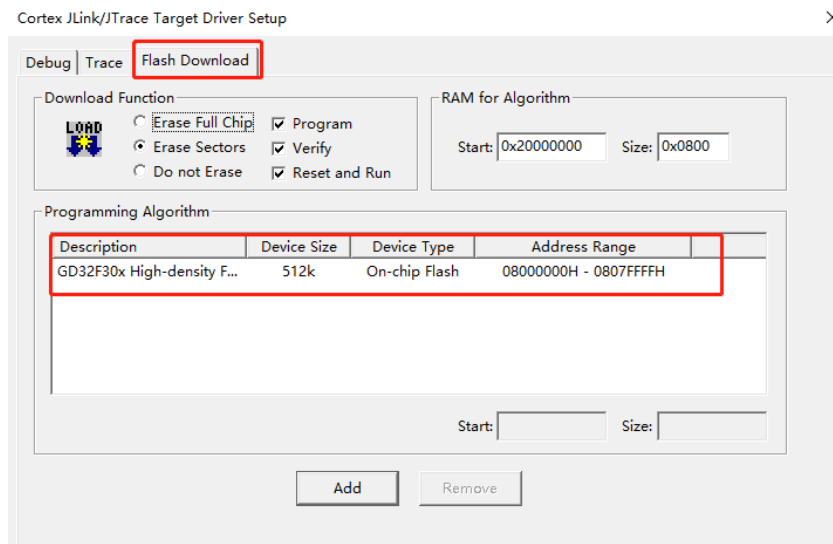 Cortex JLink/JTrace Target Driver Setup
Debug Trace Flash Download
Download Function
LOAD
Erase Full Chip
Erase Sectors
Do not Erase
Program
Verify
Reset and Run
RAM for Algorithm
Start: 0x20000000 Size: 0x0800
Programming Algorithm
Description Device Size Device Type Address Range
GD32F30x High-density F... 512k On-chip Flash 08000000H - 0807FFFFH
Start: Size:
Add Remove